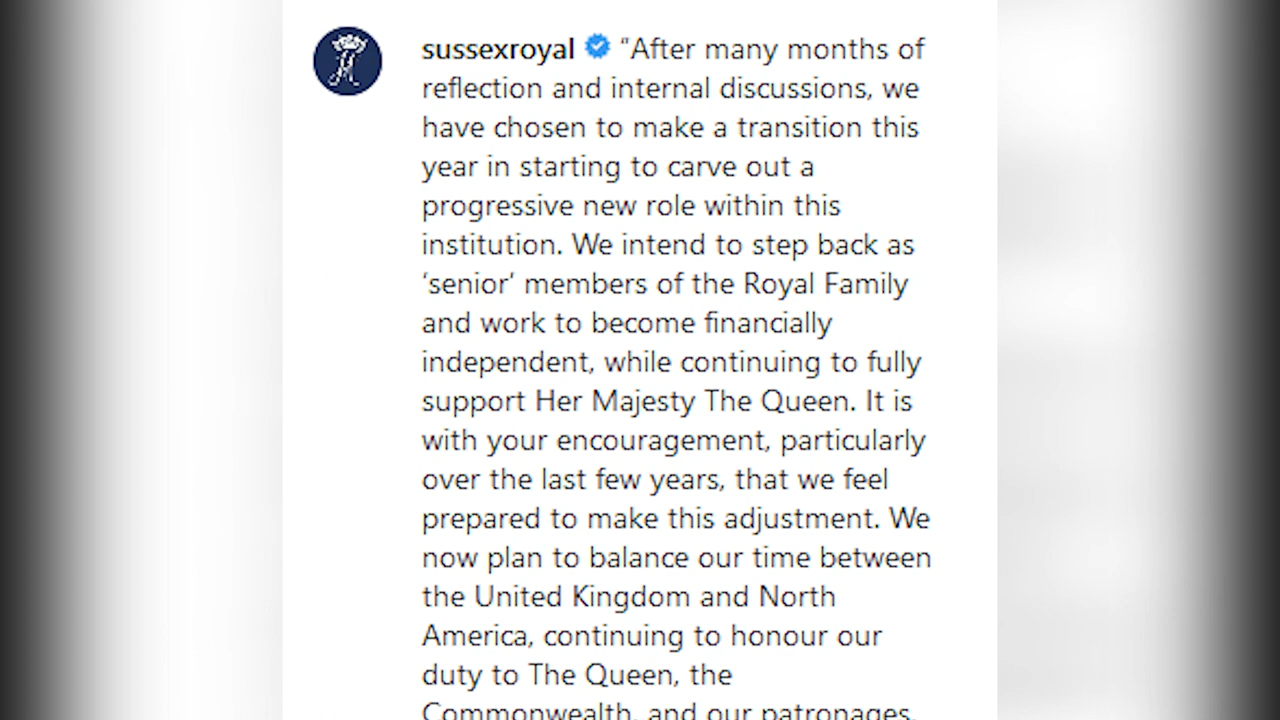 sussexroyal “After many months of
reflection and internal discussions, we
have chosen to make a transition this
year in starting to carve out a
progressive new role within this
institution. We intend to step back as
‘senior’ members of the Royal Family
and work to become financially
independent, while continuing to fully
support Her Majesty The Queen. It is
with your encouragement, particularly
over the last few years, that we feel
prepared to make this adjustment. We
now plan to balance our time between
the United Kingdom and North
America, continuing to honour our
duty to The Queen, the
Commonwealth, and our patronages.